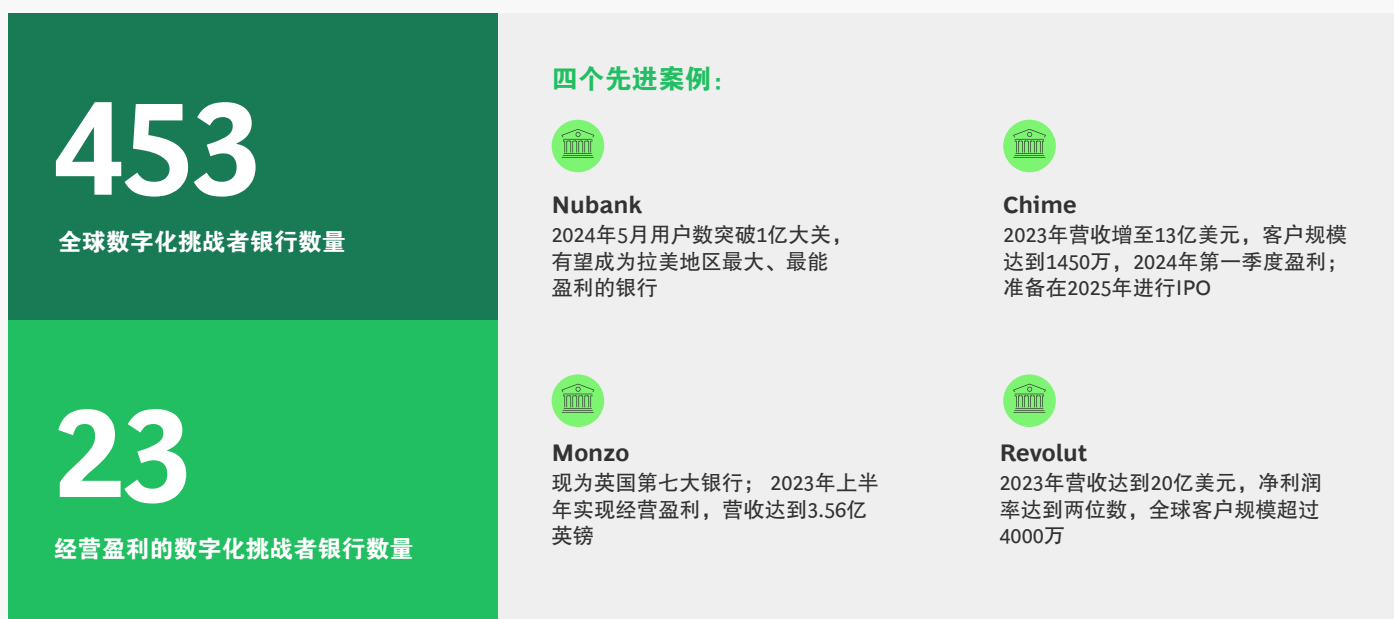 453
全球数字化挑战者银行数量
23
经营盈利的数字化挑战者银行数量
四个先进案例：
Nubank
2024年5月用户数突破1亿大关，
有望成为拉美地区最大、最能
盈利的银行
Chime
2023年营收增至13亿美元，客户规模
达到1450万，2024年第一季度盈利；
准备在2025年进行IPO
Monzo
现为英国第七大银行； 2023年上半
年实现经营盈利，营收达到3.56亿
英镑
Revolut
2023年营收达到20亿美元，净利润
率达到两位数，全球客户规模超过
4000万